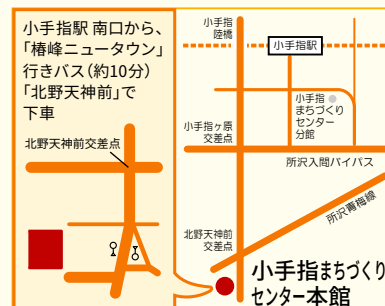 小手指駅 南口から、
「椿峰ニュータウン」
行きバス（約10分）
「北野天神前」で
下車
北野天神前交差点
小手指
陸橋
小手指駅
小手指
まちづくり
センター
分館
小手指ヶ原
交差点
所沢入間バイパス
所沢青梅線
北野天神前
交差点
小手指まちづくり
センター本館